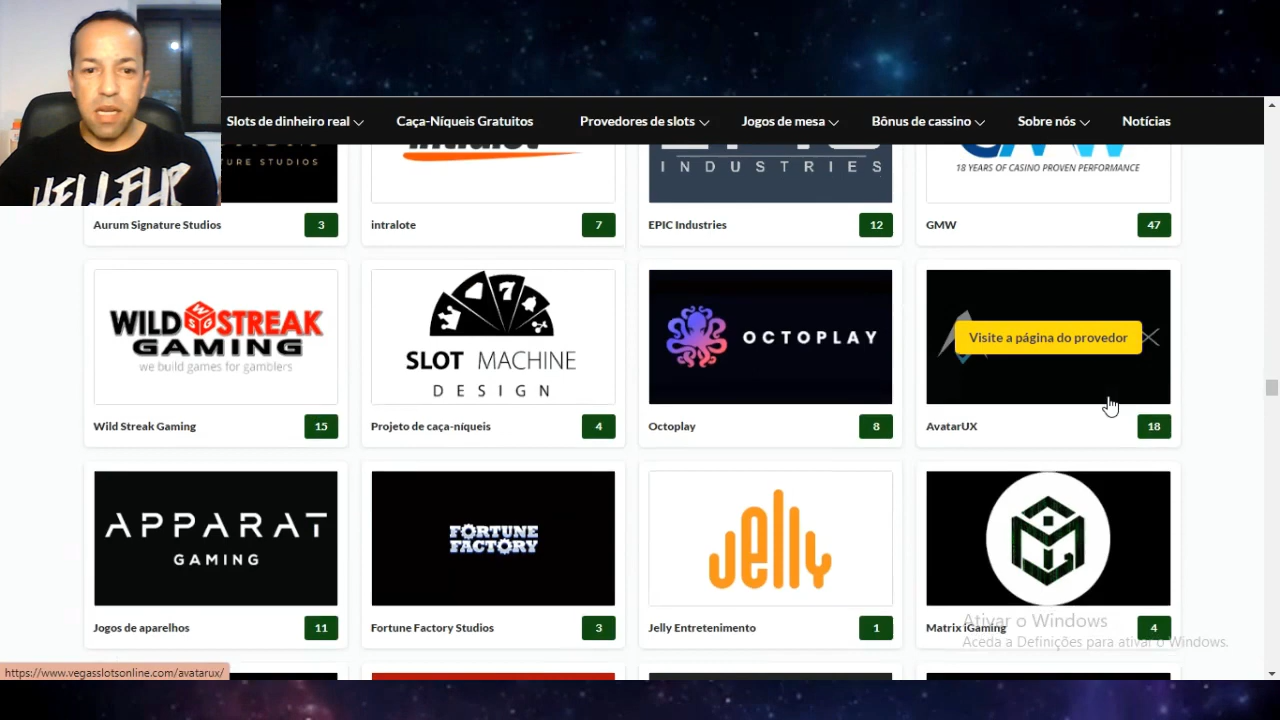 Slots de dinheiro real
Caça-Níqueis Gratuitos
Provedores de slots
Jogos de mesa
Bônus de cassino
Sobre nós
Notícias
URE STUDIOS
INDUSTRIES
18 YEARS OF CASINO PROVEN PERFORMANCE
Aurum Signature Studios
3
intralote
7
EPIC Industries
12
GMW
47
WILD STREAK
GAMING
we build games for gamblers
SLOT MACHINE
DESIGN
OCTOPLAY
Visite a página do provedor
Wild Streak Gaming
15
Projeto de caça-níqueis
4
Octoplay
8
AvatarUX
18
APPARAT
GAMING
FORTUNE
FACTORY
Jelly
Jogos de aparelhos
11
Fortune Factory Studios
3
Jelly Entretenimento
1
Matrix iGaming
4
Ativar o Windows
Aceda a Definições para ativar o Windows.
https://www.vegasslotsonline.com/avatarux/